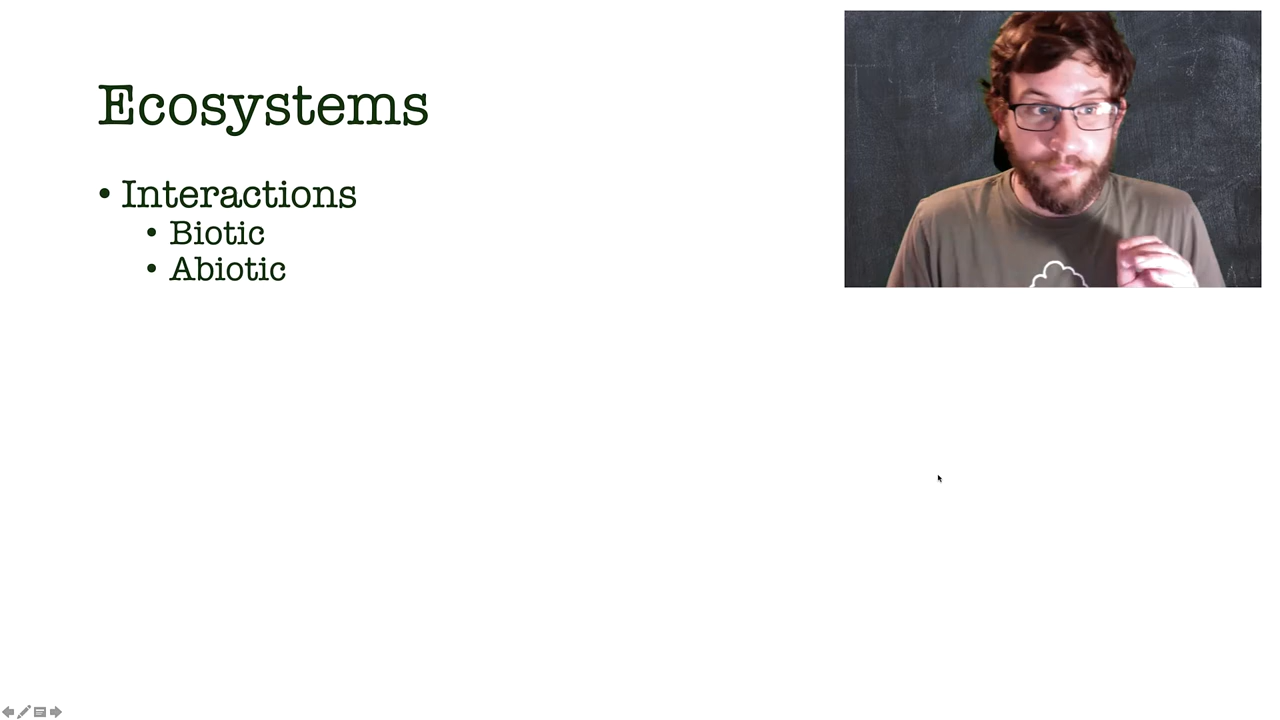 Ecosystems
• Interactions
• Biotic
• Abiotic